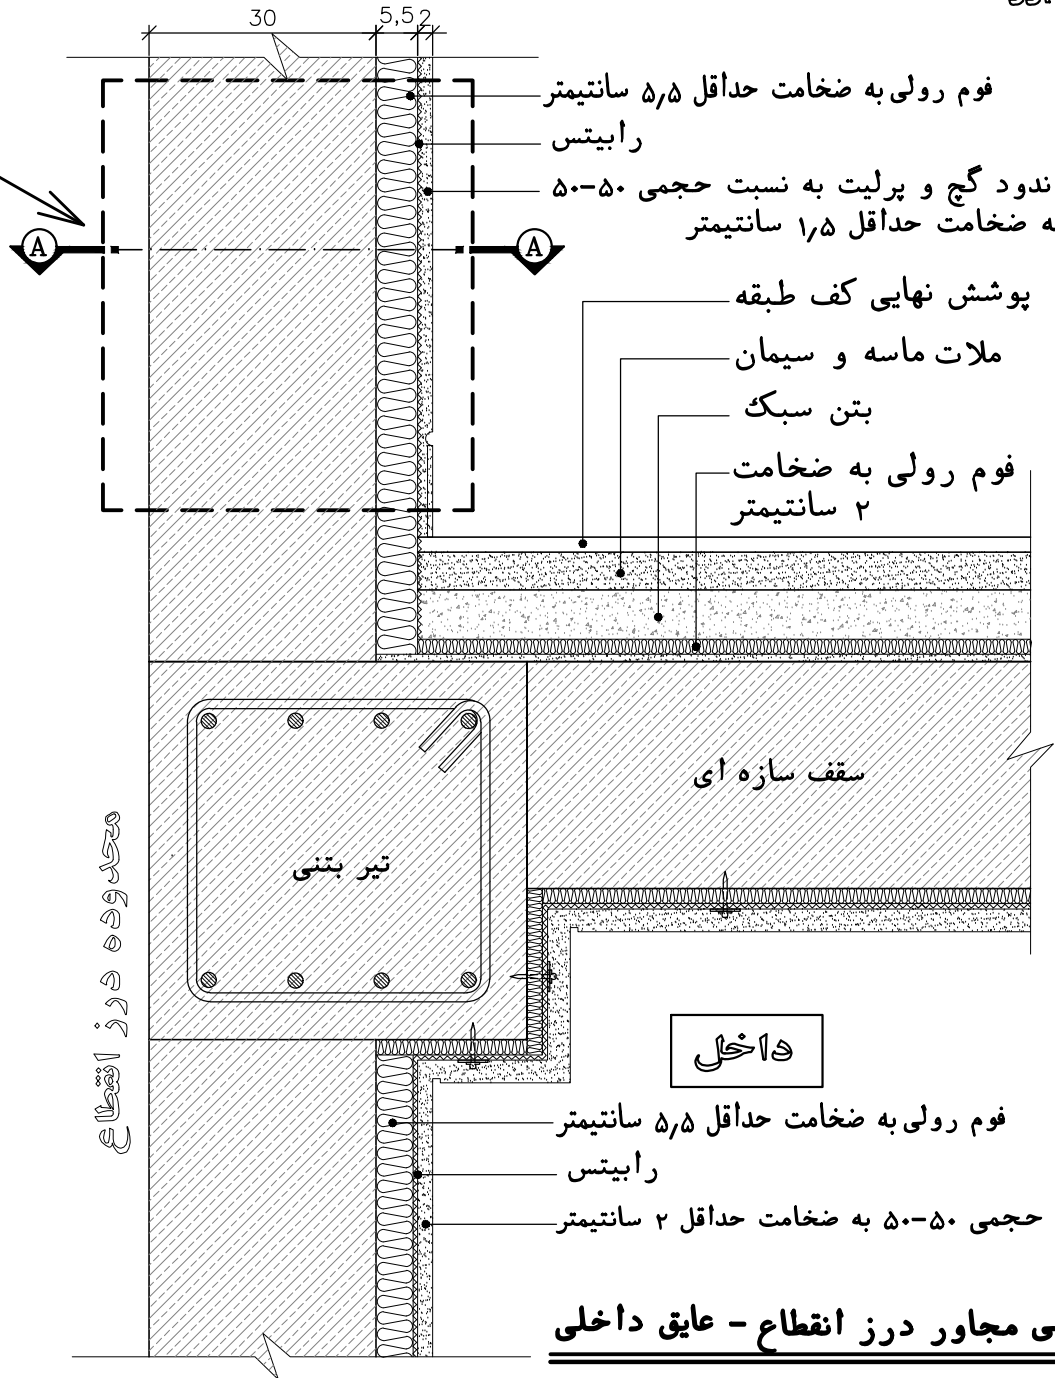 30
5,5
2
فوم رولی به ضخامت حداقل ۵٫۵ سانتیمتر
رابیتس
ندود گچ و پرلیت به نسبت حجمی ۵۰-۵۰
ه ضخامت حداقل ۱٫۵ سانتیمتر
A
A
پوشش نهایی کف طبقه
ملات ماسه و سیمان
بتن سبک
فوم رولی به ضخامت
۲ سانتیمتر
سقف سازه ای
تیر بتنی
محدوده درز انقطاع
داخل
فوم رولی به ضخامت حداقل ۵٫۵ سانتیمتر
رابیتس
حجمی ۵۰-۵۰ به ضخامت حداقل ۲ سانتیمتر
ی مجاور درز انقطاع - عایق داخلی